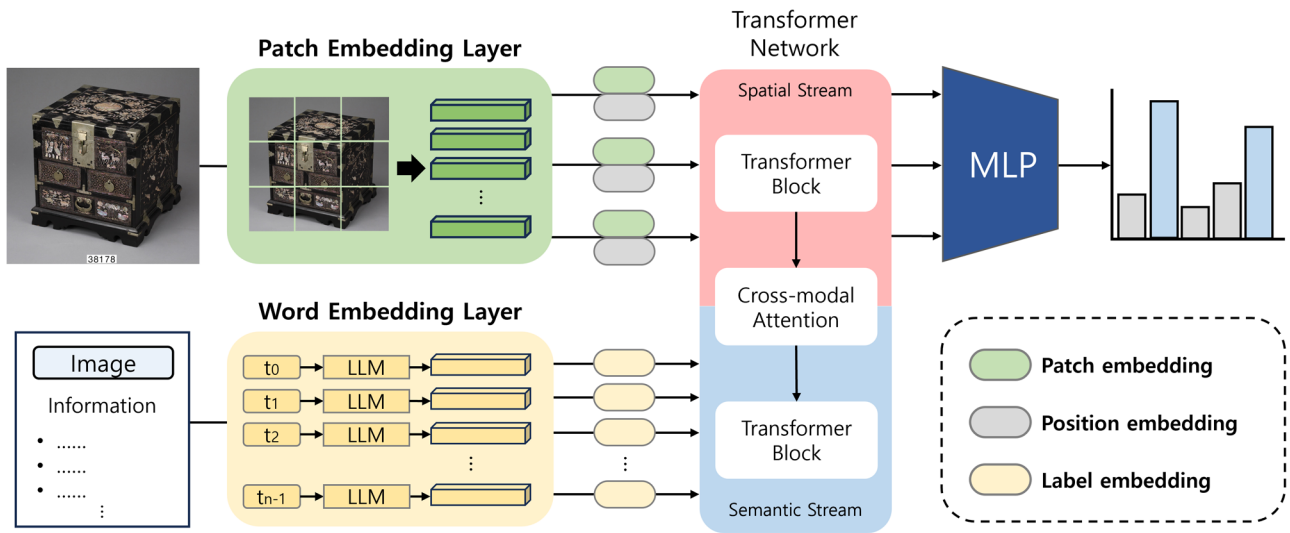 Patch Embedding Layer
38178
Word Embedding Layer
Image
Information
......
......
......
t0
LLM
t1
LLM
t2
LLM
tn-1
LLM
Transformer
Network
Spatial Stream
Transformer
Block
Cross-modal
Attention
Transformer
Block
Semantic Stream
MLP
Patch embedding
Position embedding
Label embedding